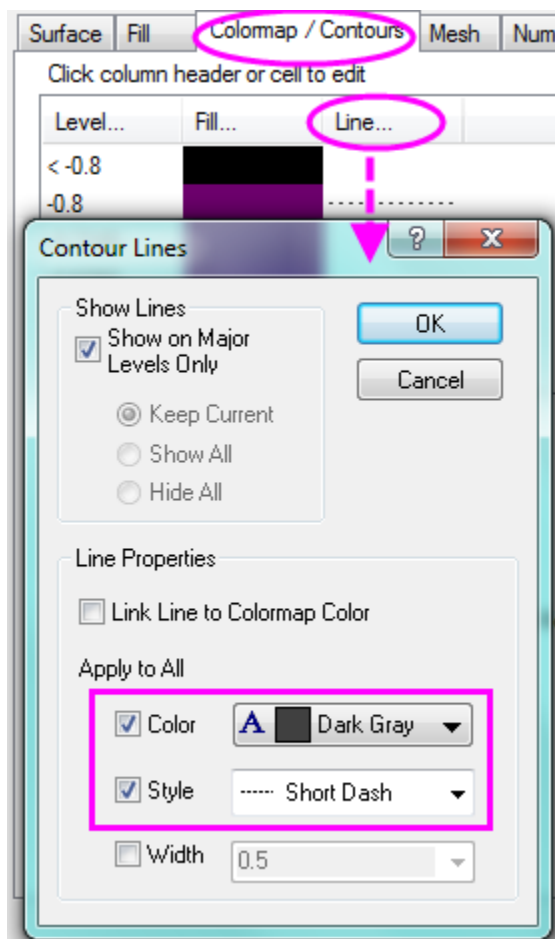 Surface Fill Colormap / Contours Mesh Num
Click column header or cell to edit
Level... Fill... Line...
< -0.8
-0.8
Contour Lines
Show Lines
Show on Major
Levels Only
OK
Cancel
Keep Current
Show All
Hide All
Line Properties
Link Line to Colormap Color
Apply to All
Color A Dark Gray
Style Short Dash
Width 0.5